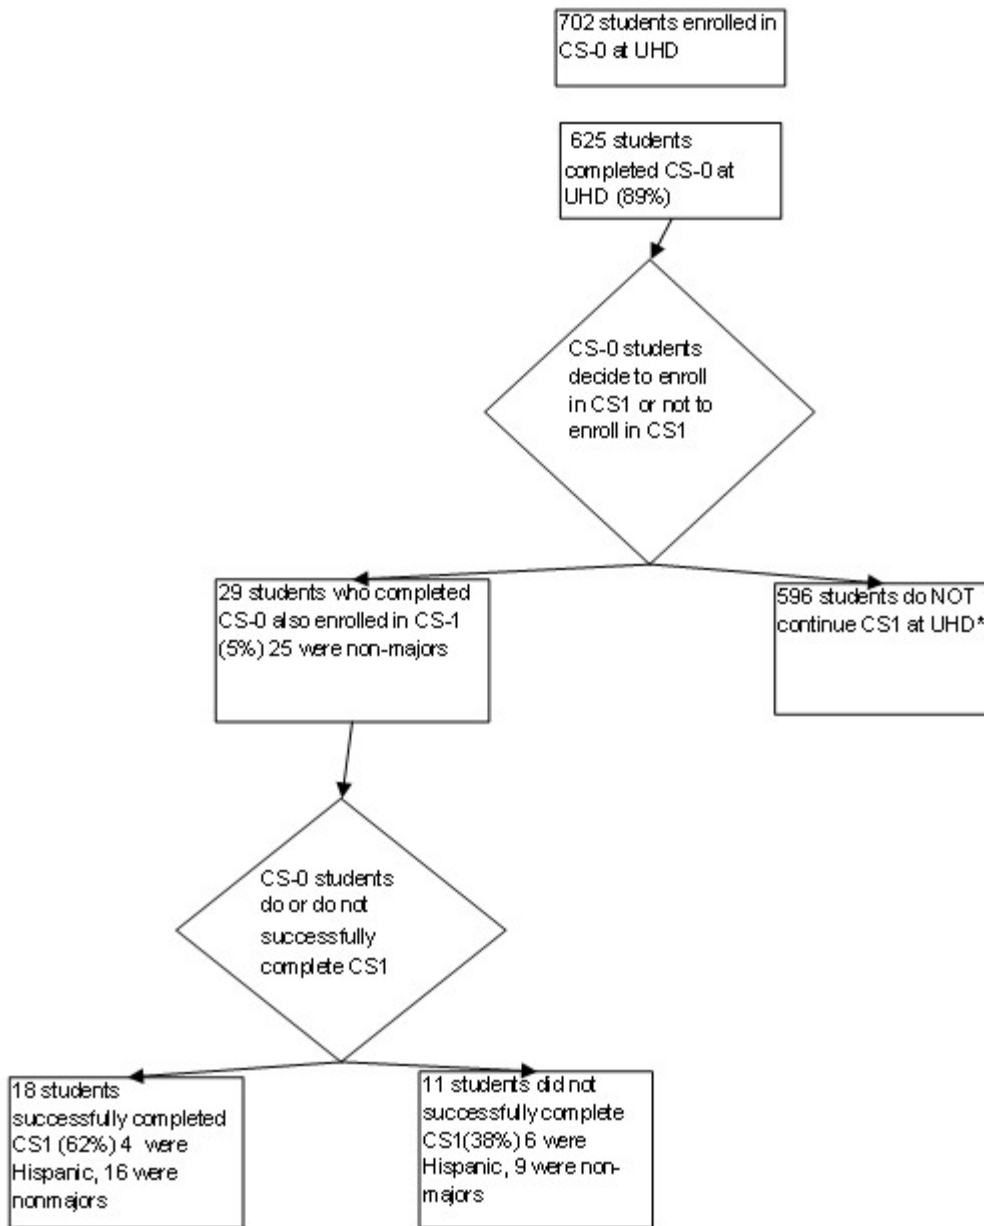 702 students enrolled in
CS-0 at UHD
625 students
completed CS-0 at
UHD (89%)
CS-0 students
decide to enroll
in CS1 or not to
enroll in CS1
29 students who completed
CS-0 also enrolled in CS-1
(5%) 25 were non-majors
596 students do NOT
continue CS1 at UHD*
CS-0 students
do or do not
successfully
complete CS1
18 students
successfully completed
CS1 (62%) 4 were
Hispanic, 16 were
nonmajors
11 students did not
successfully complete
CS1(38%) 6 were
Hispanic, 9 were non-
majors